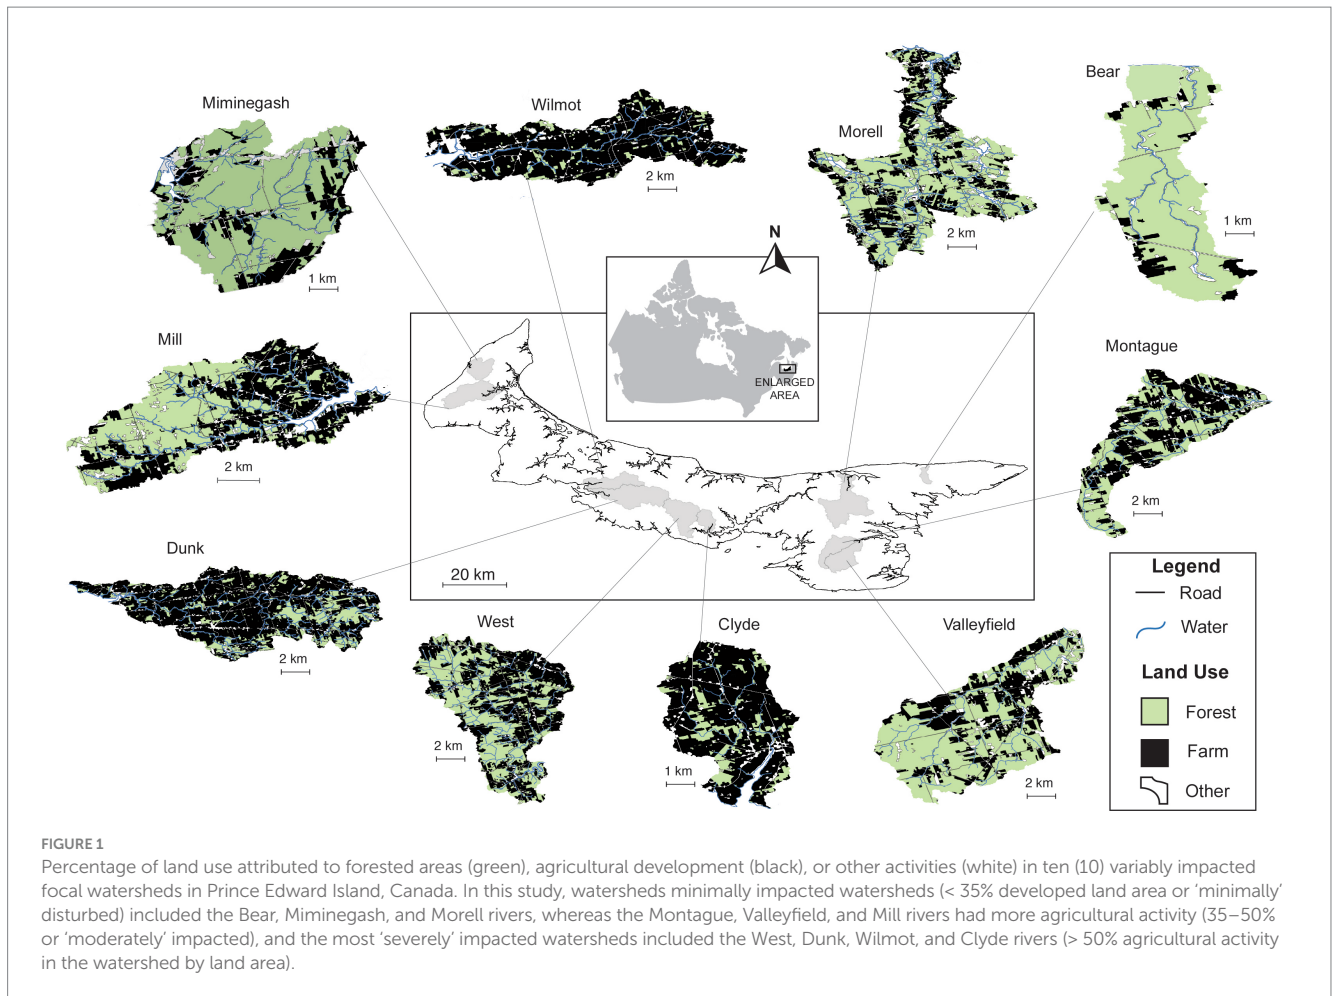 Miminegash
1 km
Wilmot
2 km
Morell
2 km
Bear
1 km
N
ENLARGED
AREA
Mill
2 km
Montague
2 km
Dunk
2 km
20 km
West
2 km
Clyde
1 km
Valleyfield
2 km
Legend
Road
Water
Land Use
Forest
Farm
Other
FIGURE 1
Percentage of land use attributed to forested areas (green), agricultural development (black), or other activities (white) in ten (10) variably impacted
focal watersheds in Prince Edward Island, Canada. In this study, watersheds minimally impacted watersheds (< 35% developed land area or ‘minimally’
disturbed) included the Bear, Miminegash, and Morell rivers, whereas the Montague, Valleyfield, and Mill rivers had more agricultural activity (35–50%
or ‘moderately’ impacted), and the most ‘severely’ impacted watersheds included the West, Dunk, Wilmot, and Clyde rivers (> 50% agricultural activity
in the watershed by land area).